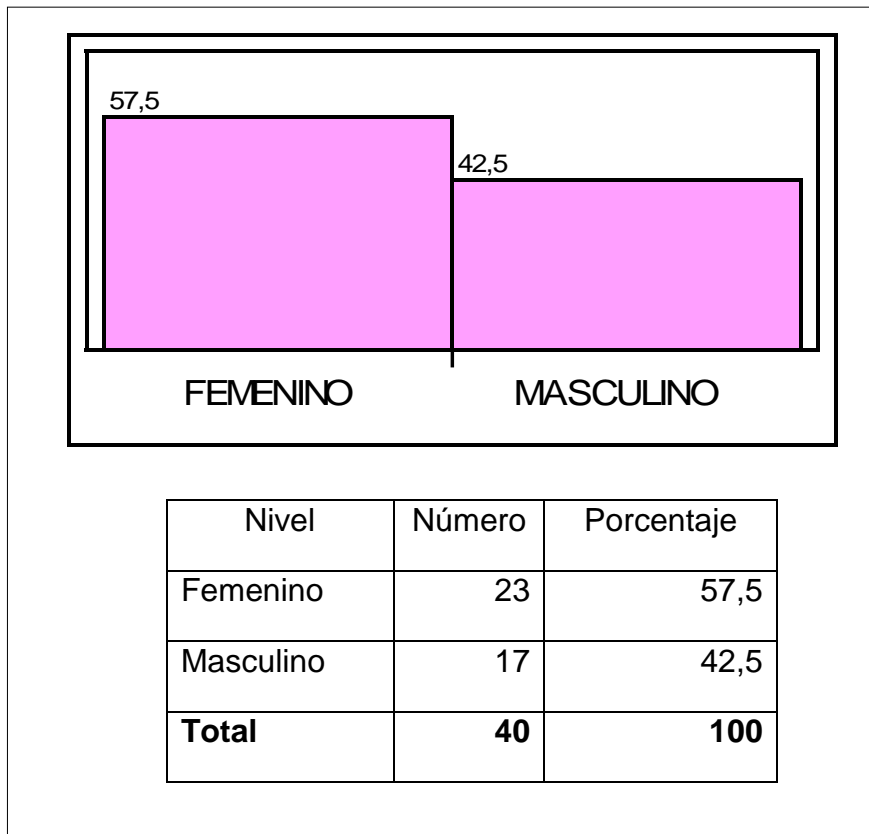 57,5
42,5
FEMENINO MASCULINO
Nivel Número Porcentaje
Femenino 23 57,5
Masculino 17 42,5
Total 40 100